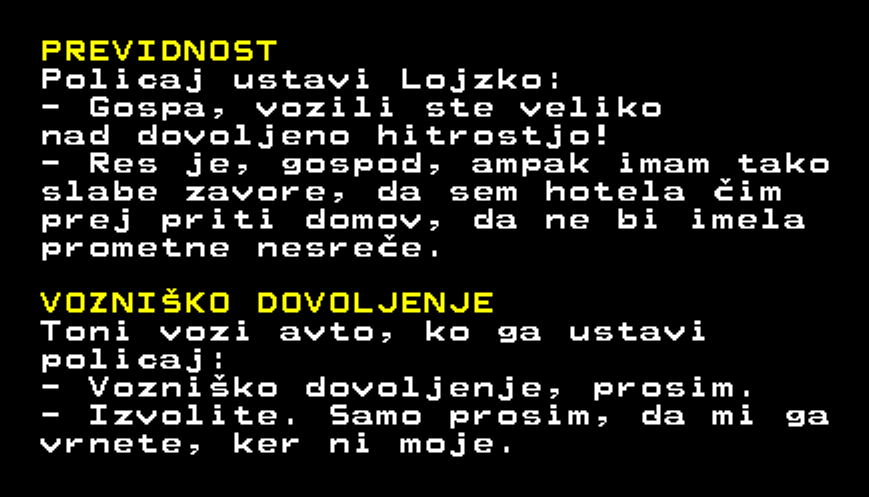 PREVIDNOST
Policaj ustavi Lojzko:
- Gospa, vozili ste veliko
nad dovoljeno hitrostjo!
- Res je, gospod, ampak imam tako
slabe zavore, da sem hotela čim
prej priti domov, da ne bi imela
prometne nesreče.
VOZNIŠKO DOVOLJENJE
Toni vozi avto, ko ga ustavi
policaj:
- Vozniško dovoljenje, prosim.
- Izvolite. Samo prosim, da mi ga
vrnete, ker ni moje.